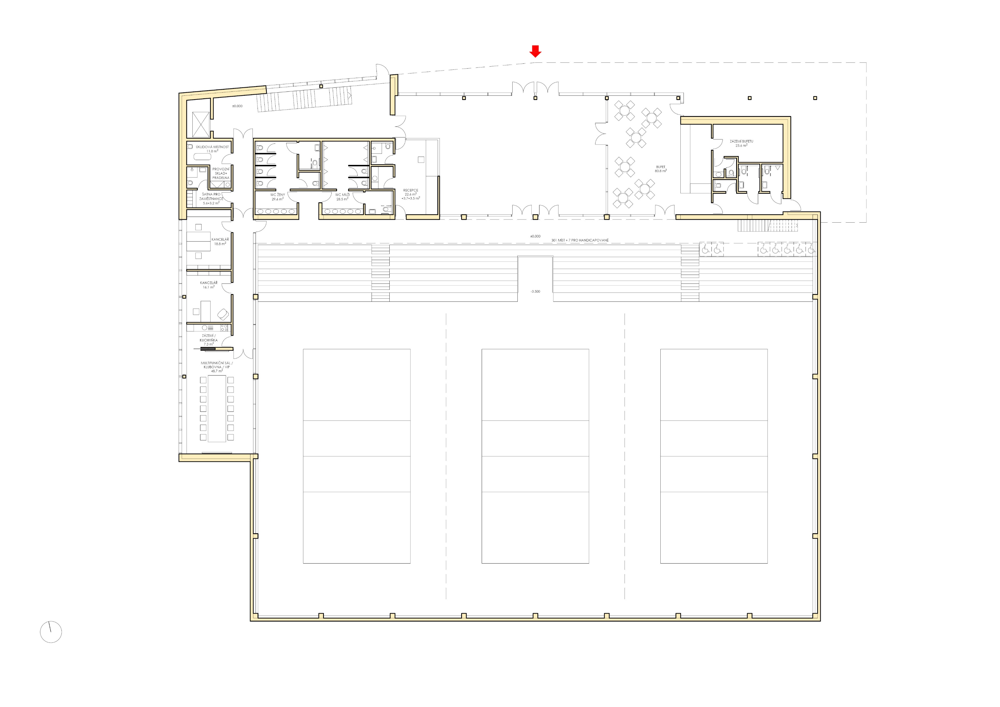 ±0.000
ÚKLIDOVÁ MÍSTNOST
11.0 m²
PROVOZNÍ
SKLAD+
PRÁDELNA
ŠATNA PRO
ZAMĚSTNANCE
5.6+3.2 m²
WC ŽENY
29.6 m²
WC MUŽI
28.5 m²
RECEPCE
22.6 m²
+3.7+3.5 m²
BUFET
80.8 m²
ZÁZEMÍ BUFETU
23.6 m²
KANCELÁŘ
18.8 m²
±0.000
301 MÍST + 7 PRO HANDICAPOVANÉ
KANCELÁŘ
16.1 m²
-3.500
ZÁZEMÍ /
KUCHYŇKA
7.3 m²
MULTIFUNKČNÍ SÁL /
KLUBOVNA / VIP
48.7 m²